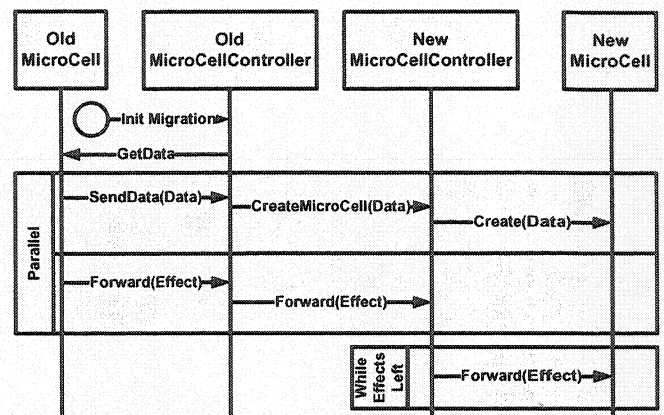 Old
MicroCell
Old
MicroCellController
New
MicroCellController
New
MicroCell
Init Migration
GetData
Parallel
SendData(Data)
CreateMicroCell(Data)
Create(Data)
Forward(Effect)
Forward(Effect)
While
Effects
Left
Forward(Effect)